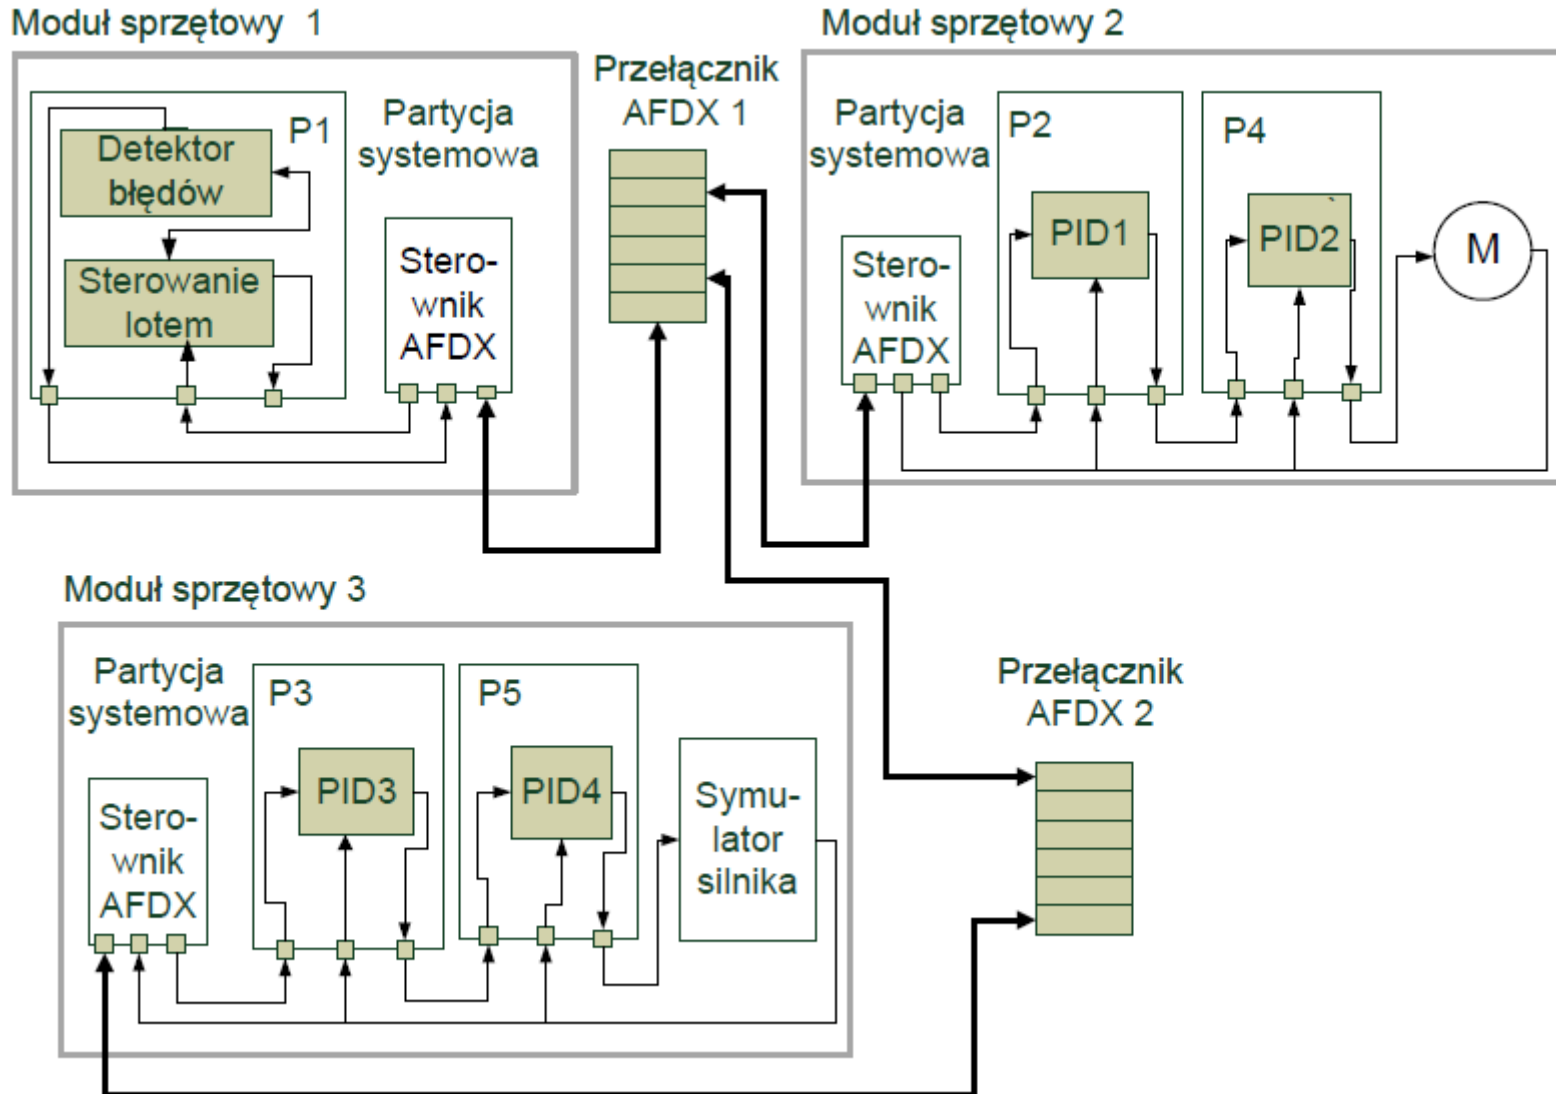 Moduł sprzętowy 1
P1
Detektor
błędów
Sterowanie
lotem
Partycja
systemowa
Stero-
wnik
AFDX
Przełącznik
AFDX 1
Moduł sprzętowy 2
Partycja
systemowa
Stero-
wnik
AFDX
P2
PID1
P4
PID2
M
Moduł sprzętowy 3
Partycja
systemowa
Stero-
wnik
AFDX
P3
PID3
P5
PID4
Symu-
lator
silnika
Przełącznik
AFDX 2